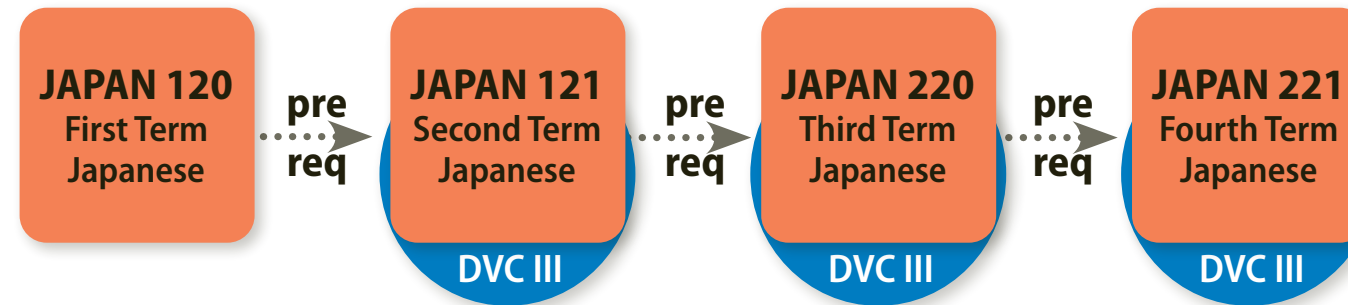 JAPAN 120
First Term
Japanese
pre
req
JAPAN 121
Second Term
Japanese
DVC III
pre
req
JAPAN 220
Third Term
Japanese
DVC III
pre
req
JAPAN 221
Fourth Term
Japanese
DVC III